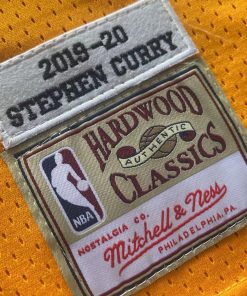 2019-20
STEPHEN CURRY
HARDWOOD
AUTHENTIC
CLASSICS
NBA
NOSTALGIA CO.
Mitchell & Ness
PHILADELPHIA, PA.